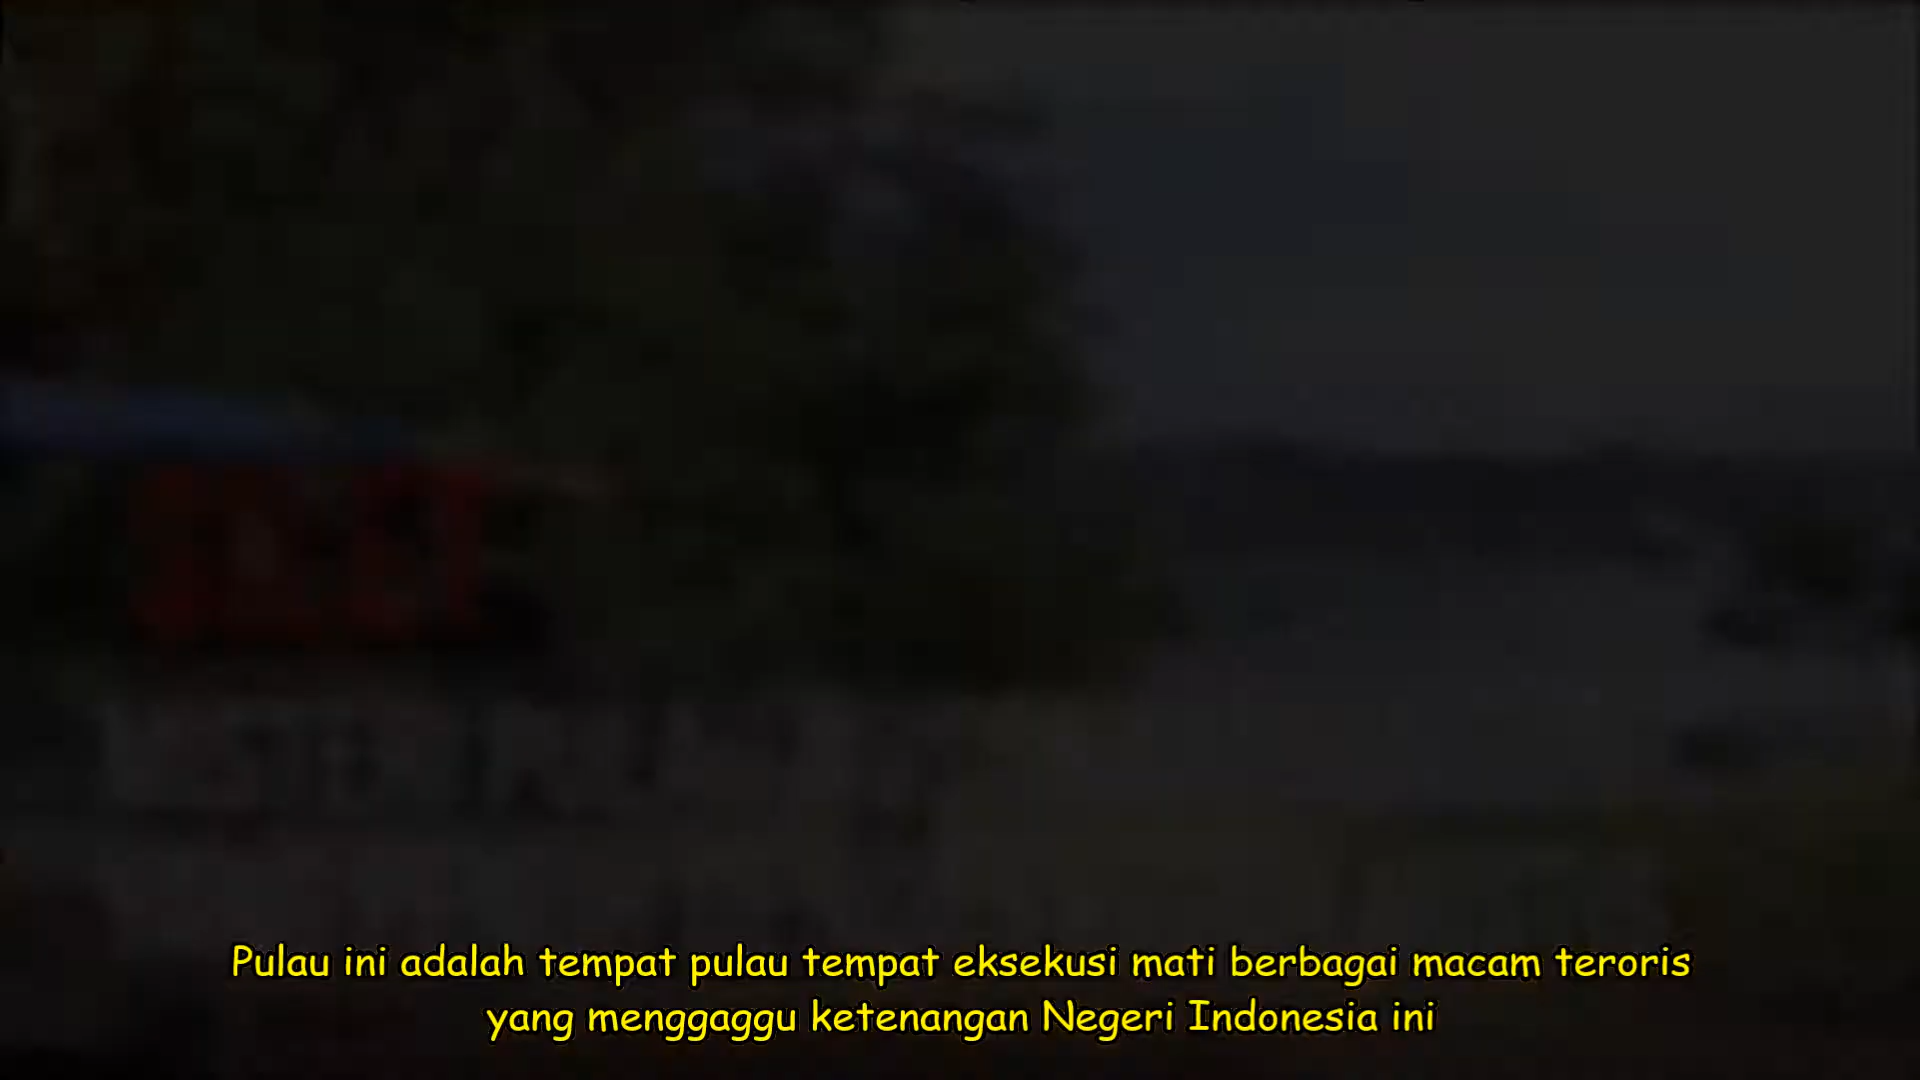 Pulau ini adalah tempat pulau tempat eksekusi mati berbagai macam teroris
yang menggaggu ketenangan Negeri Indonesia ini